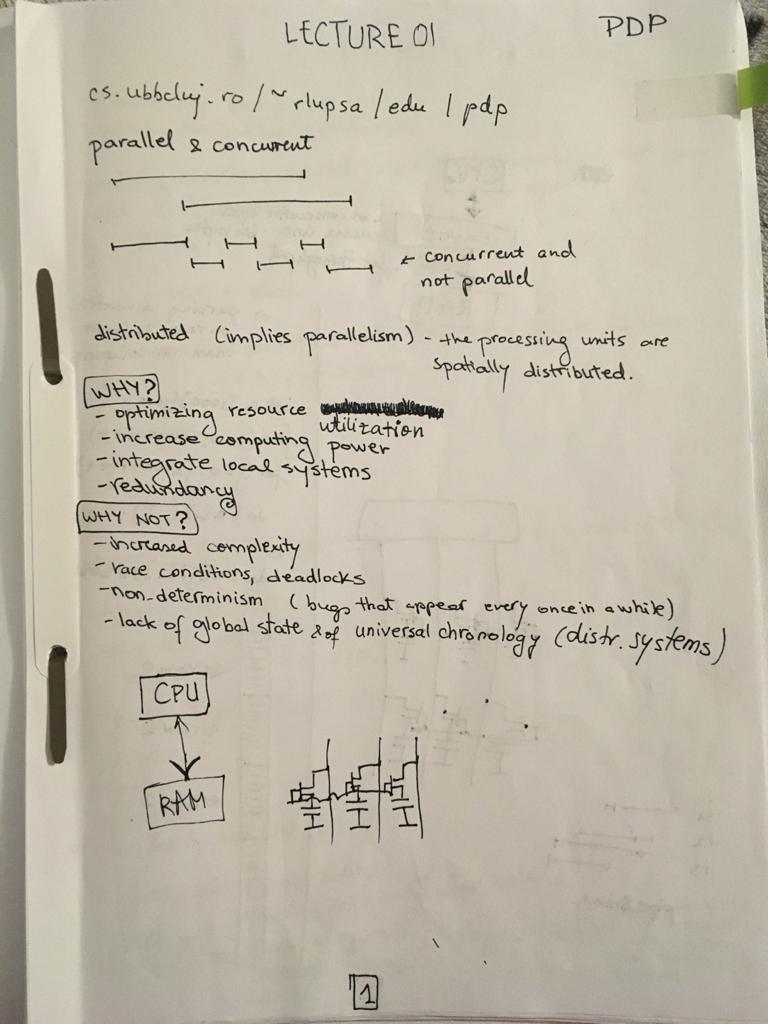 LECTURE 01
PDP
cs.ubbcluj.ro/~rlupsa/edu/pdp
parallel & concurrent
← concurrent and
not parallel
distributed (implies parallelism) - the processing units are
spatially distributed.
WHY?
- optimizing resource utilization
- increase computing power
- integrate local systems
- redundancy
WHY NOT?
- increased complexity
- race conditions, deadlocks
- non-determinism (bugs that appear every once in a while)
- lack of global state & of universal chronology (distr. systems)
CPU
RAM
1